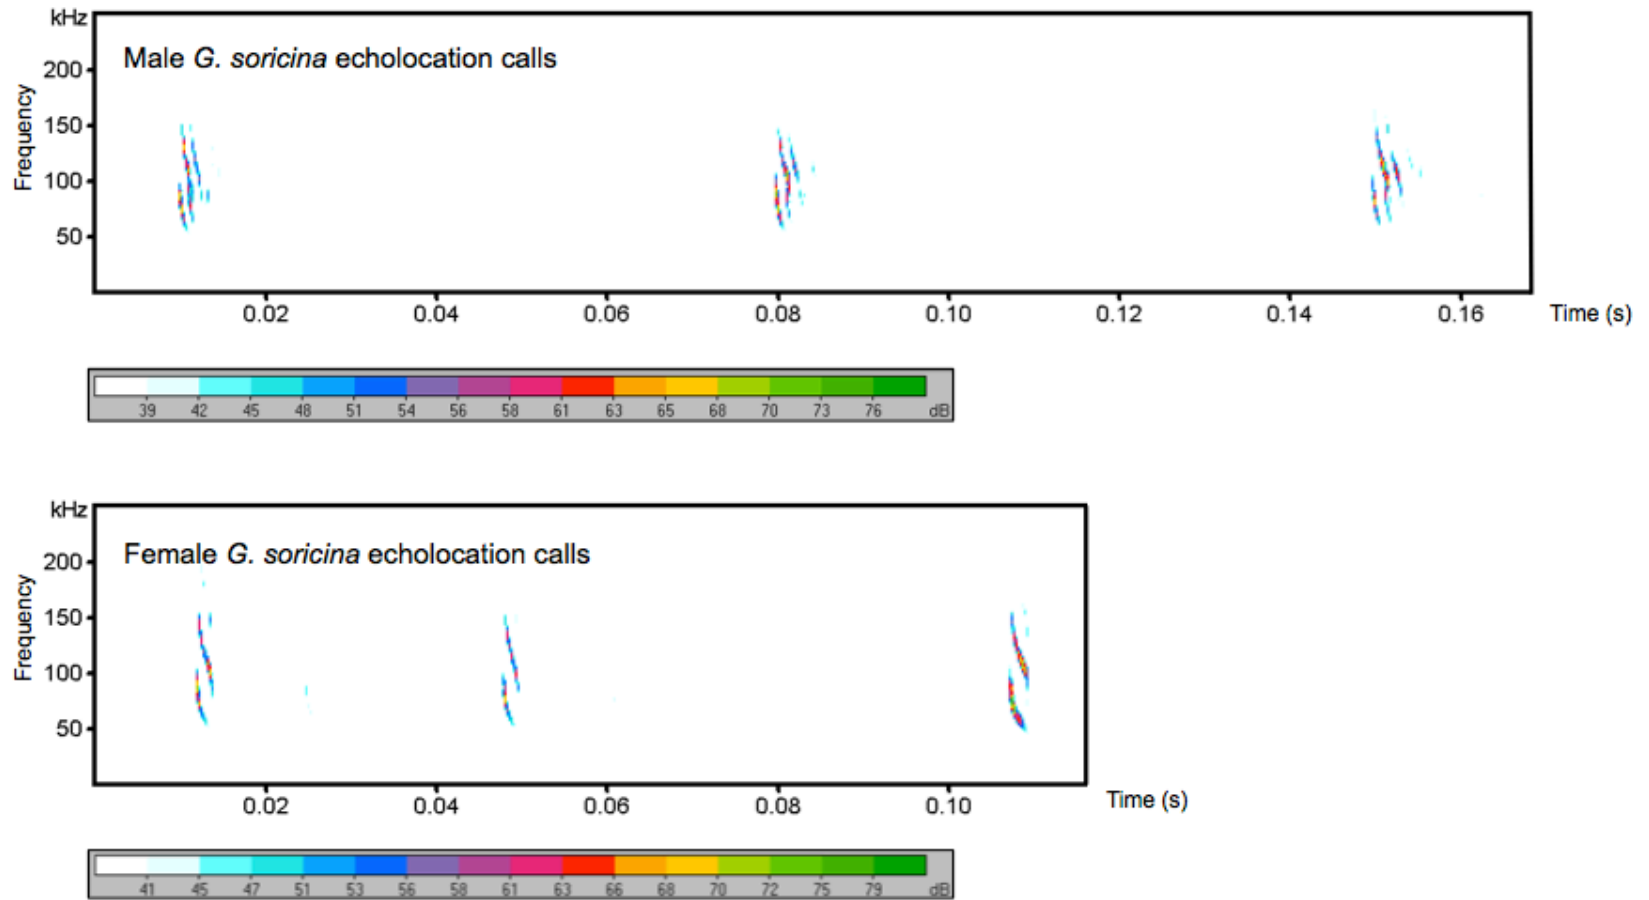 kHz
Male G. soricina echolocation calls
200
150
100
50
Frequency
0.02 0.04 0.06 0.08 0.10 0.12 0.14 0.16 Time (s)
39 42 45 48 51 54 56 58 61 63 65 68 70 73 76 dB
kHz
Female G. soricina echolocation calls
200
150
100
50
Frequency
0.02 0.04 0.06 0.08 0.10 Time (s)
41 45 47 51 53 56 58 61 63 66 68 70 72 75 79 dB